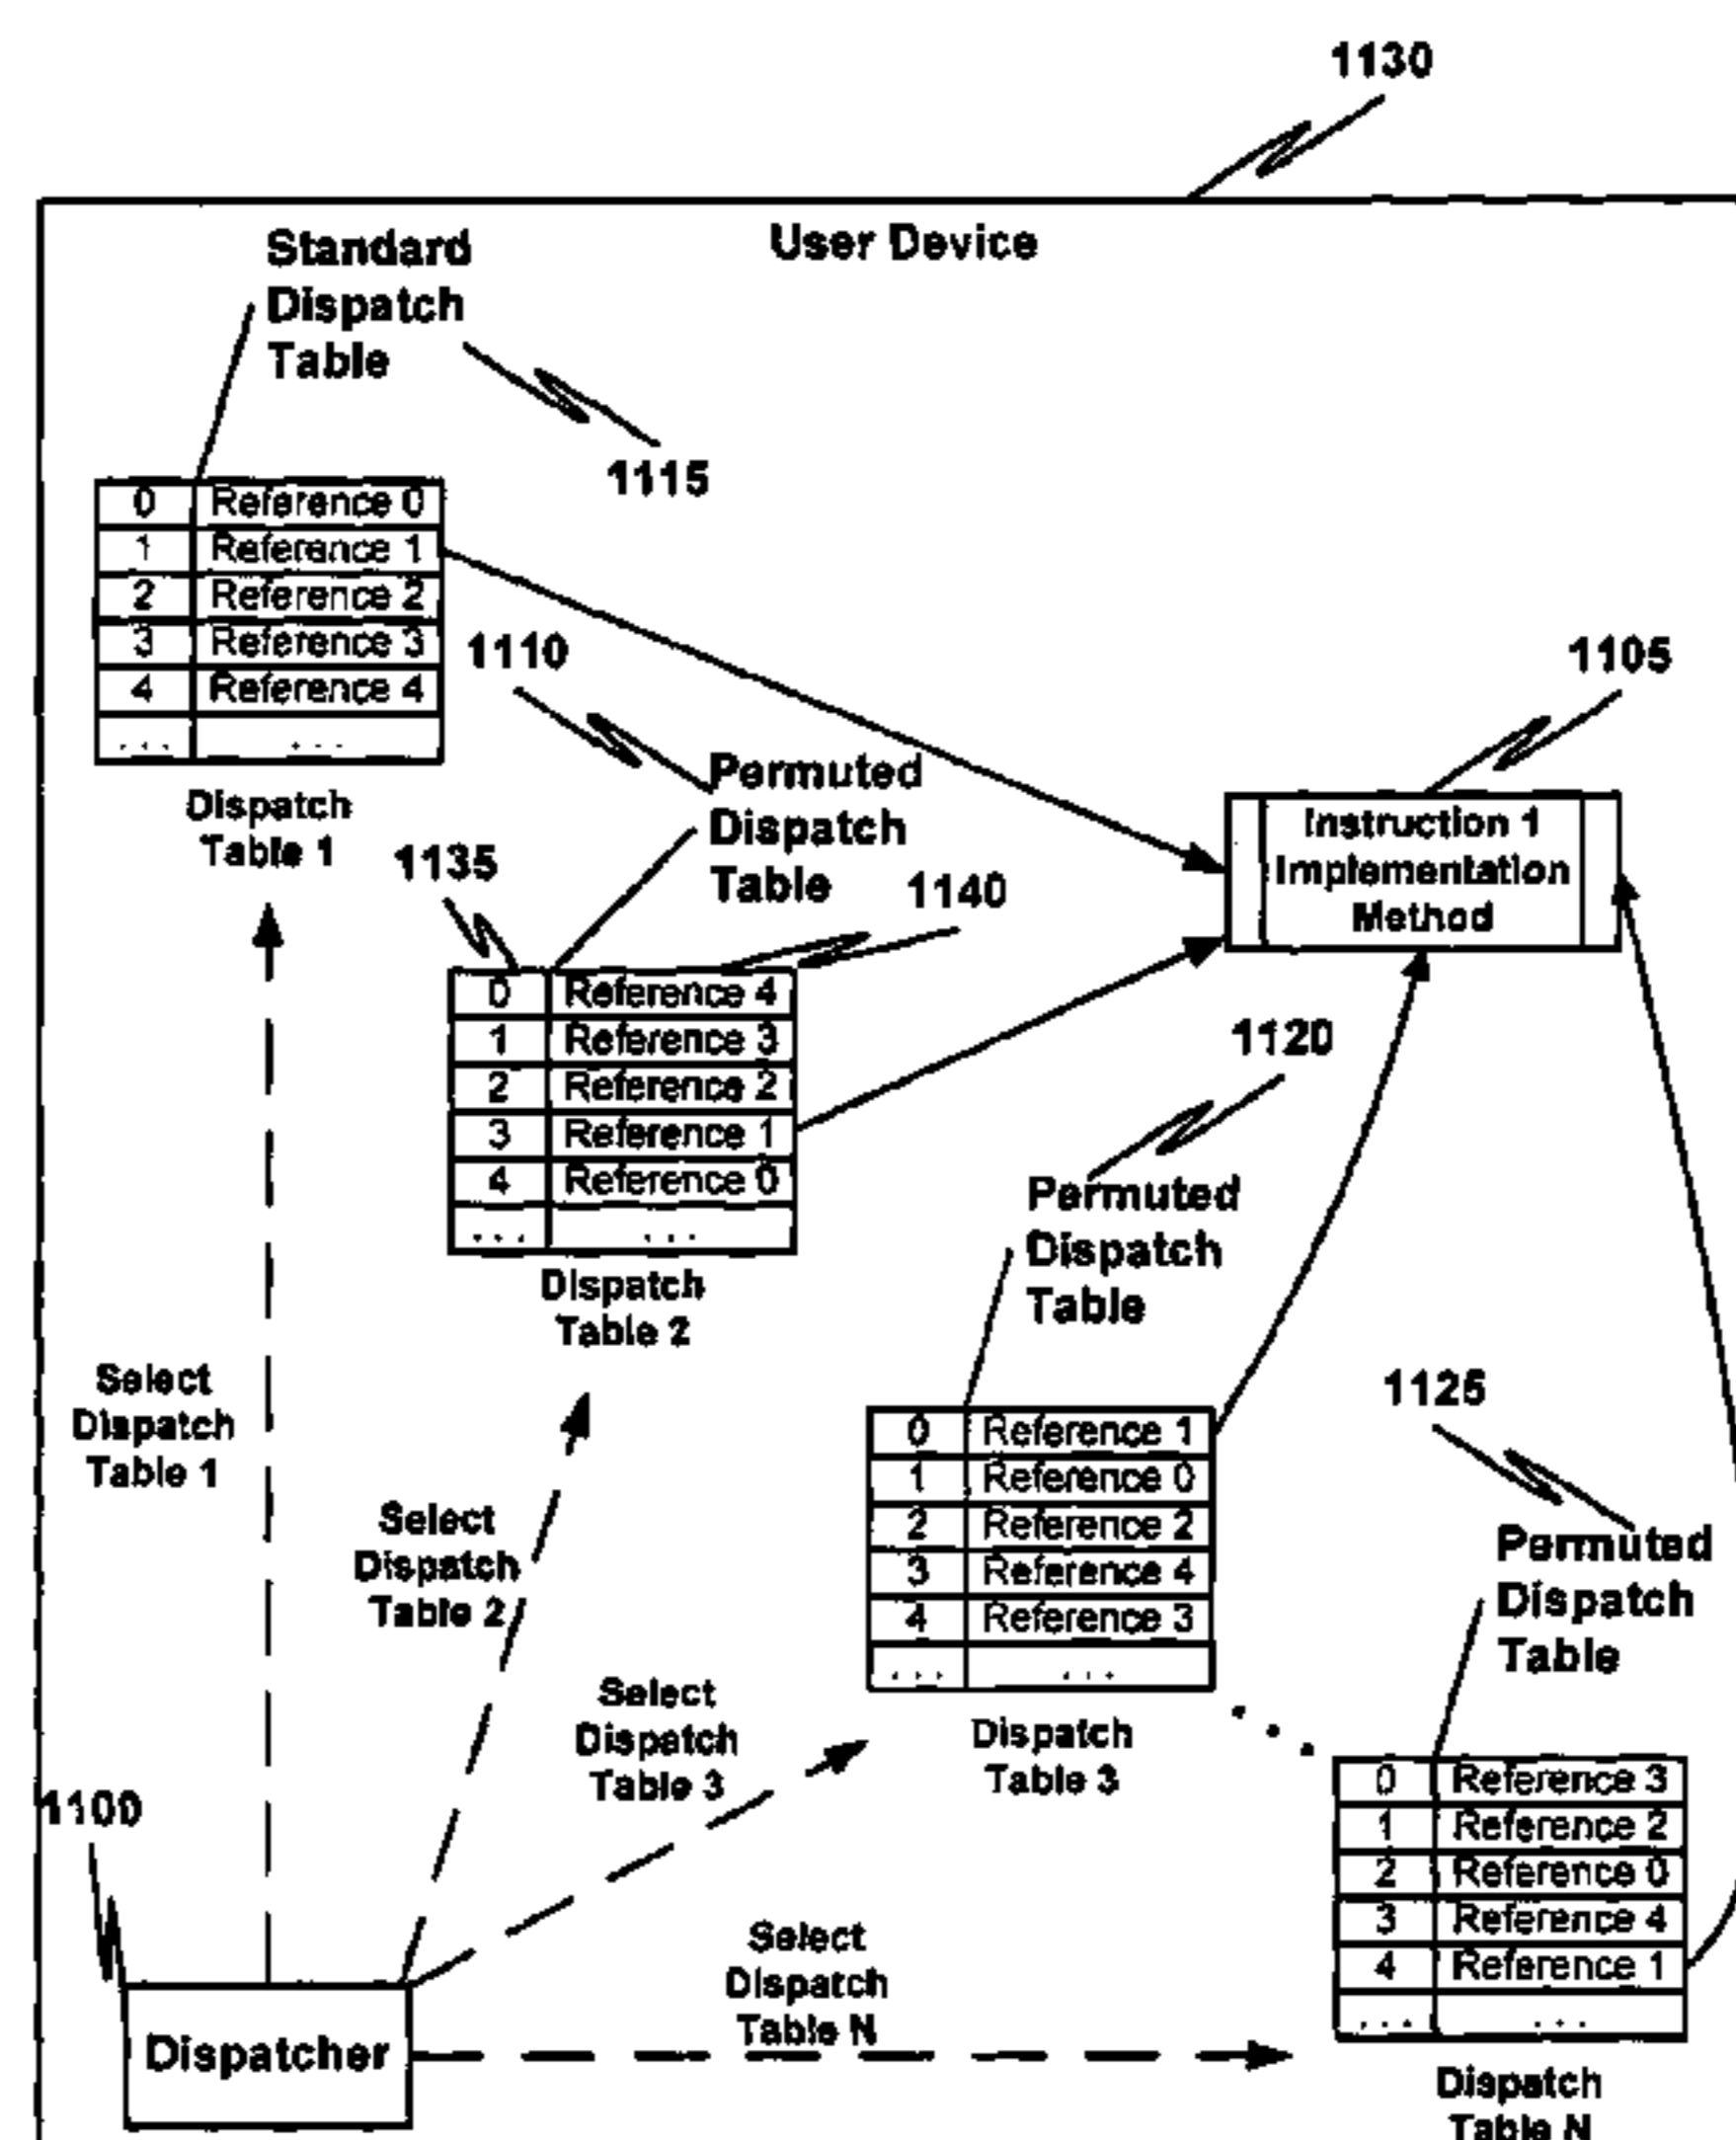 1130
User Device
Standard
Dispatch
Table
1115
0 Reference 0
1 Reference 1
2 Reference 2
3 Reference 3
4 Reference 4
... ...
Dispatch
Table 1
1110
Permuted
Dispatch
Table
1105
Instruction 1
Implementation
Method
1135
1140
0 Reference 4
1 Reference 3
2 Reference 2
3 Reference 1
4 Reference 0
... ...
Dispatch
Table 2
1120
Permuted
Dispatch
Table
Select
Dispatch
Table 1
1125
Permuted
Dispatch
Table
0 Reference 1
1 Reference 0
2 Reference 2
3 Reference 4
4 Reference 3
... ...
Dispatch
Table 3
Select
Dispatch
Table 2
Select
Dispatch
Table 3
0 Reference 3
1 Reference 2
2 Reference 0
3 Reference 4
4 Reference 1
... ...
Dispatch
Table N
1100
Dispatcher
Select
Dispatch
Table N